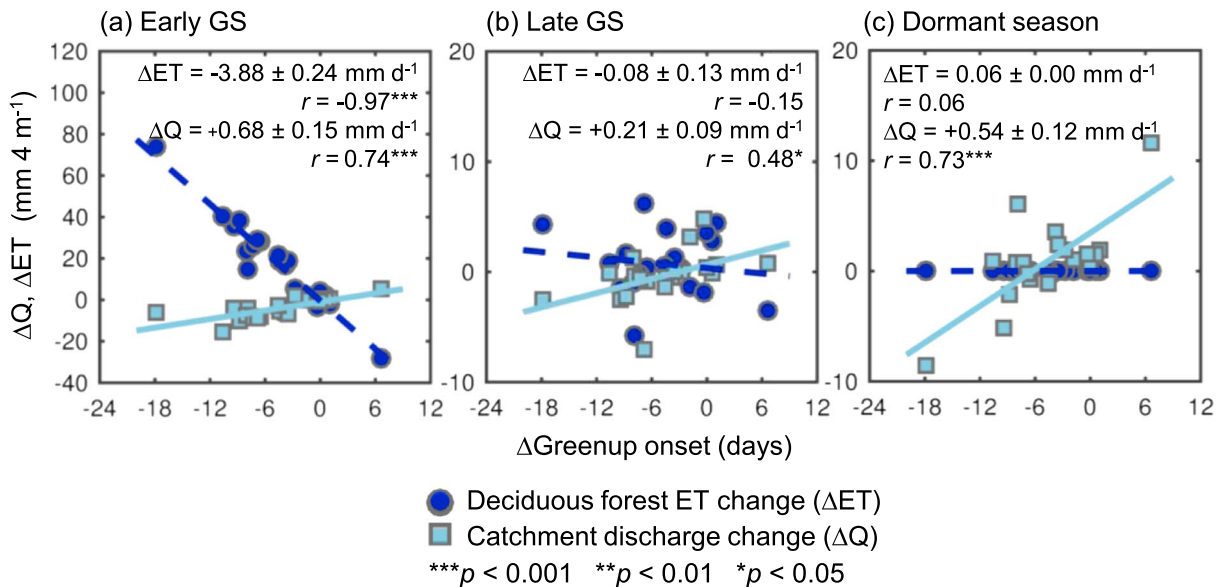 (a) Early GS
(b) Late GS
(c) Dormant season
ΔQ, ΔET (mm 4 m⁻¹)
120
100
80
60
40
20
0
-20
-40
ΔET = -3.88 ± 0.24 mm d⁻¹
r = -0.97***
ΔQ = +0.68 ± 0.15 mm d⁻¹
r = 0.74***
-24 -18 -12 -6 0 6 12
20
10
0
-10
ΔET = -0.08 ± 0.13 mm d⁻¹
r = -0.15
ΔQ = +0.21 ± 0.09 mm d⁻¹
r = 0.48*
-24 -18 -12 -6 0 6 12
20
10
0
-10
ΔET = 0.06 ± 0.00 mm d⁻¹
r = 0.06
ΔQ = +0.54 ± 0.12 mm d⁻¹
r = 0.73***
-24 -18 -12 -6 0 6 12
ΔGreenup onset (days)
Deciduous forest ET change (ΔET)
Catchment discharge change (ΔQ)
***p < 0.001 **p < 0.01 *p < 0.05